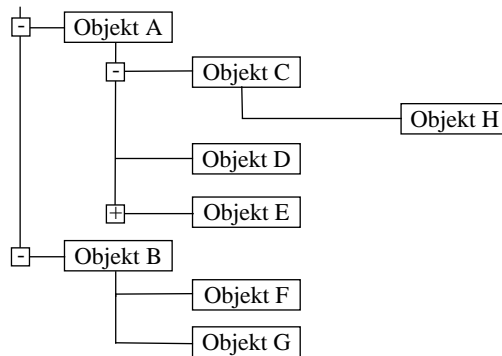 - Objekt A
- Objekt C
Objekt H
Objekt D
+ Objekt E
- Objekt B
Objekt F
Objekt G